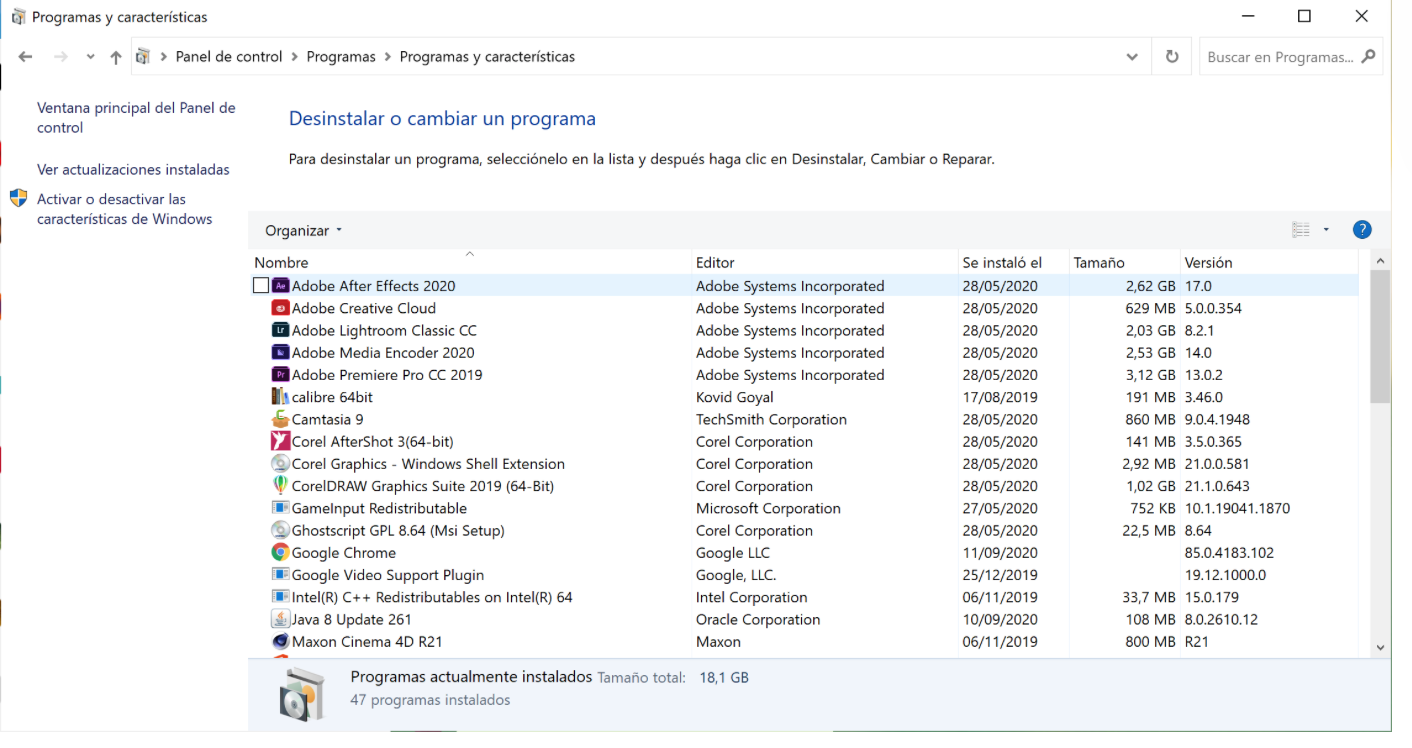 Programas y características
Panel de control > Programas > Programas y características
Buscar en Programas...
Ventana principal del Panel de
control
Ver actualizaciones instaladas
Activar o desactivar las
características de Windows
Desinstalar o cambiar un programa
Para desinstalar un programa, selecciónelo en la lista y después haga clic en Desinstalar, Cambiar o Reparar.
Organizar
Nombre Editor Se instaló el Tamaño Versión
Adobe After Effects 2020 Adobe Systems Incorporated 28/05/2020 2,62 GB 17.0
Adobe Creative Cloud Adobe Systems Incorporated 28/05/2020 629 MB 5.0.0.354
Adobe Lightroom Classic CC Adobe Systems Incorporated 28/05/2020 2,03 GB 8.2.1
Adobe Media Encoder 2020 Adobe Systems Incorporated 28/05/2020 2,53 GB 14.0
Adobe Premiere Pro CC 2019 Adobe Systems Incorporated 28/05/2020 3,12 GB 13.0.2
calibre 64bit Kovid Goyal 17/08/2019 191 MB 3.46.0
Camtasia 9 TechSmith Corporation 28/05/2020 860 MB 9.0.4.1948
Corel AfterShot 3(64-bit) Corel Corporation 28/05/2020 141 MB 3.5.0.365
Corel Graphics - Windows Shell Extension Corel Corporation 28/05/2020 2,92 MB 21.0.0.581
CorelDRAW Graphics Suite 2019 (64-Bit) Corel Corporation 28/05/2020 1,02 GB 21.1.0.643
GameInput Redistributable Microsoft Corporation 27/05/2020 752 KB 10.1.19041.1870
Ghostscript GPL 8.64 (Msi Setup) Corel Corporation 28/05/2020 22,5 MB 8.64
Google Chrome Google LLC 11/09/2020 85.0.4183.102
Google Video Support Plugin Google, LLC. 25/12/2019 19.12.1000.0
Intel(R) C++ Redistributables on Intel(R) 64 Intel Corporation 06/11/2019 33,7 MB 15.0.179
Java 8 Update 261 Oracle Corporation 10/09/2020 108 MB 8.0.2610.12
Maxon Cinema 4D R21 Maxon 06/11/2019 800 MB R21
Programas actualmente instalados Tamaño total: 18,1 GB
47 programas instalados